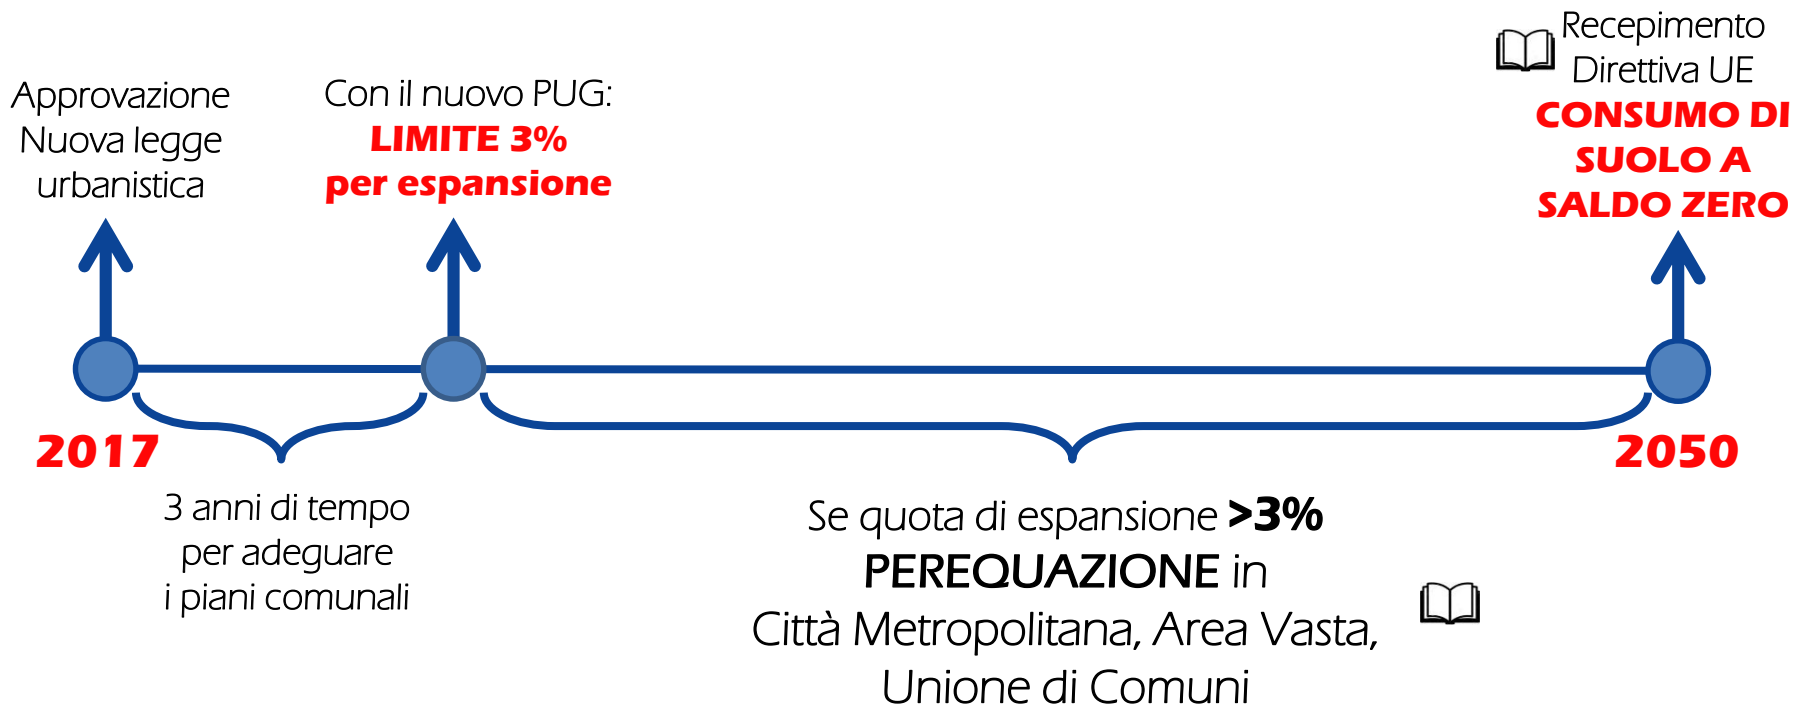 Approvazione
Nuova legge
urbanistica
Con il nuovo PUG:
LIMITE 3%
per espansione
Recepimento
Direttiva UE
CONSUMO DI
SUOLO A
SALDO ZERO
2017
2050
3 anni di tempo
per adeguare
i piani comunali
Se quota di espansione >3%
PEREQUAZIONE in
Città Metropolitana, Area Vasta,
Unione di Comuni